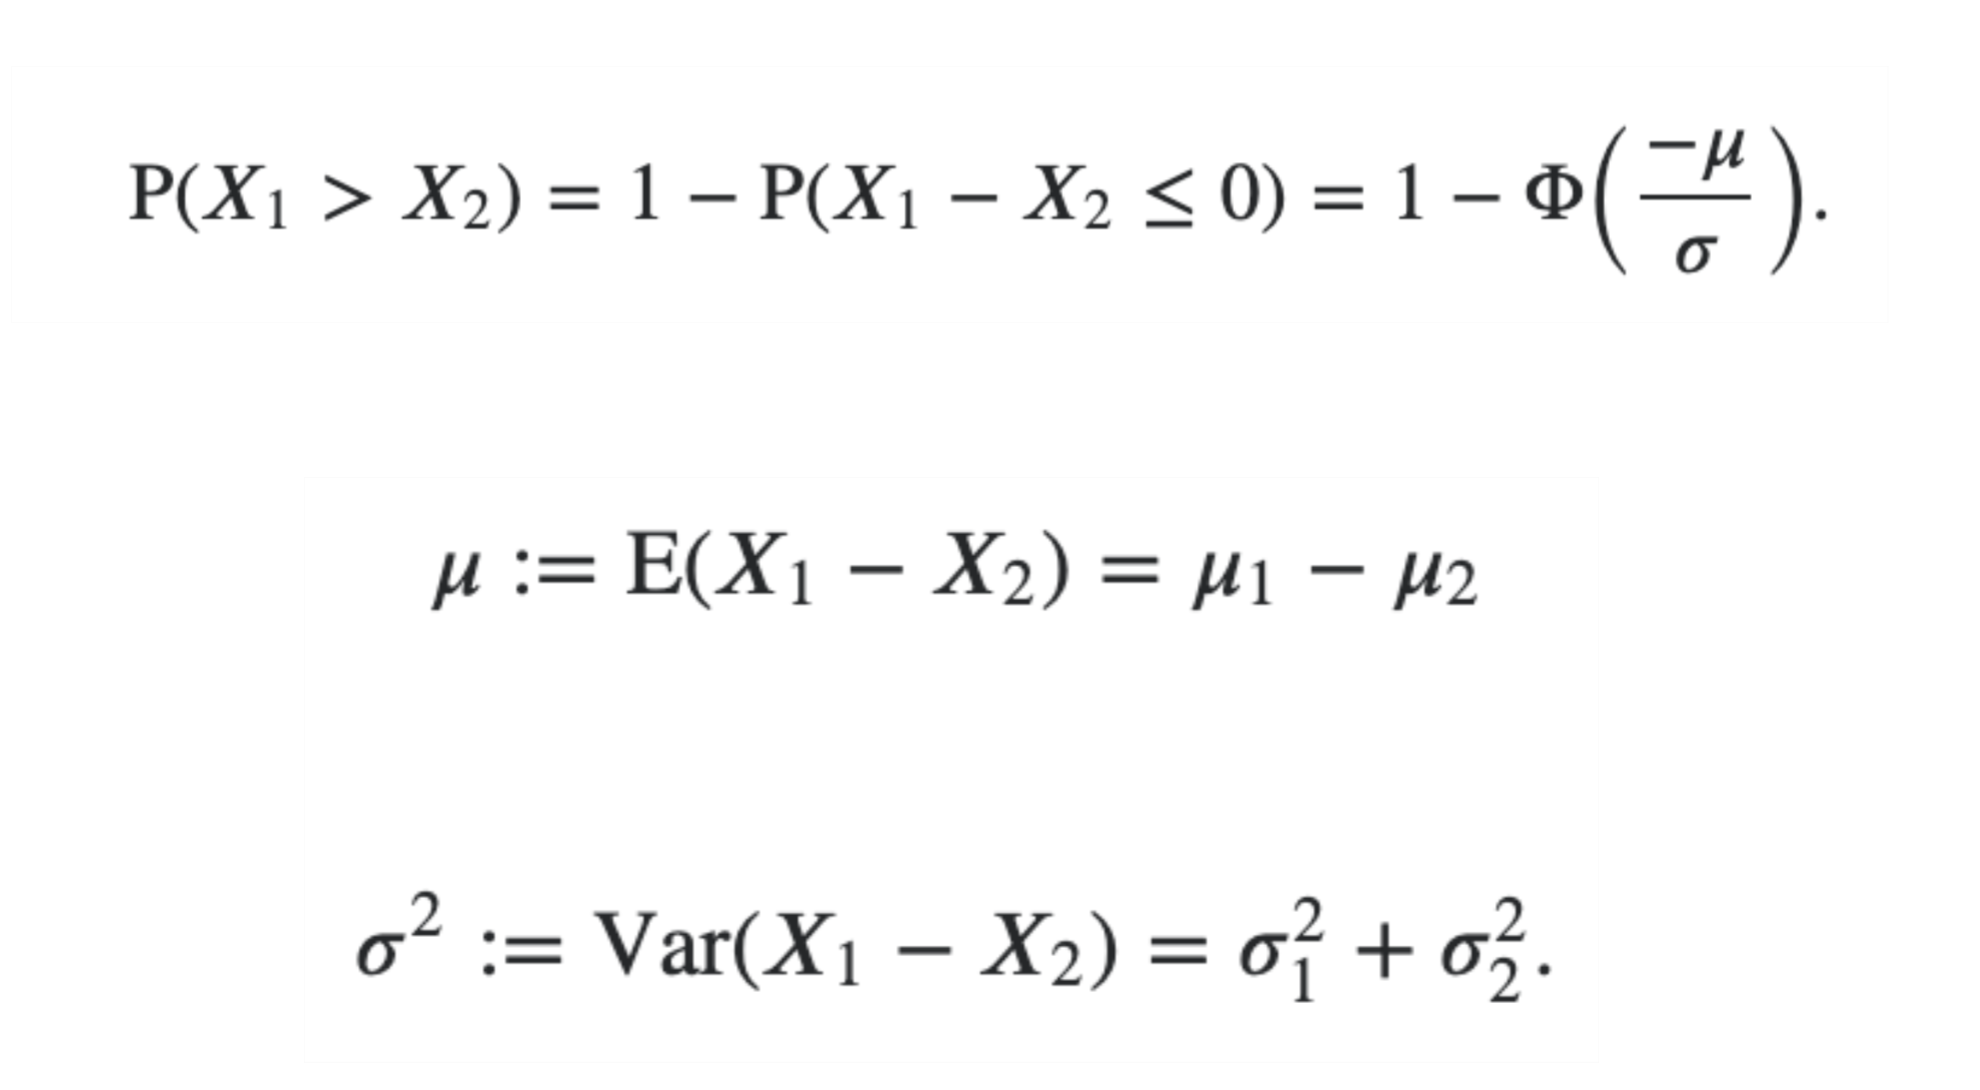 P(X₁ > X₂) = 1 − P(X₁ − X₂ ≤ 0) = 1 − Φ(−μ/σ).
μ := E(X₁ − X₂) = μ₁ − μ₂
σ² := Var(X₁ − X₂) = σ₁² + σ₂².